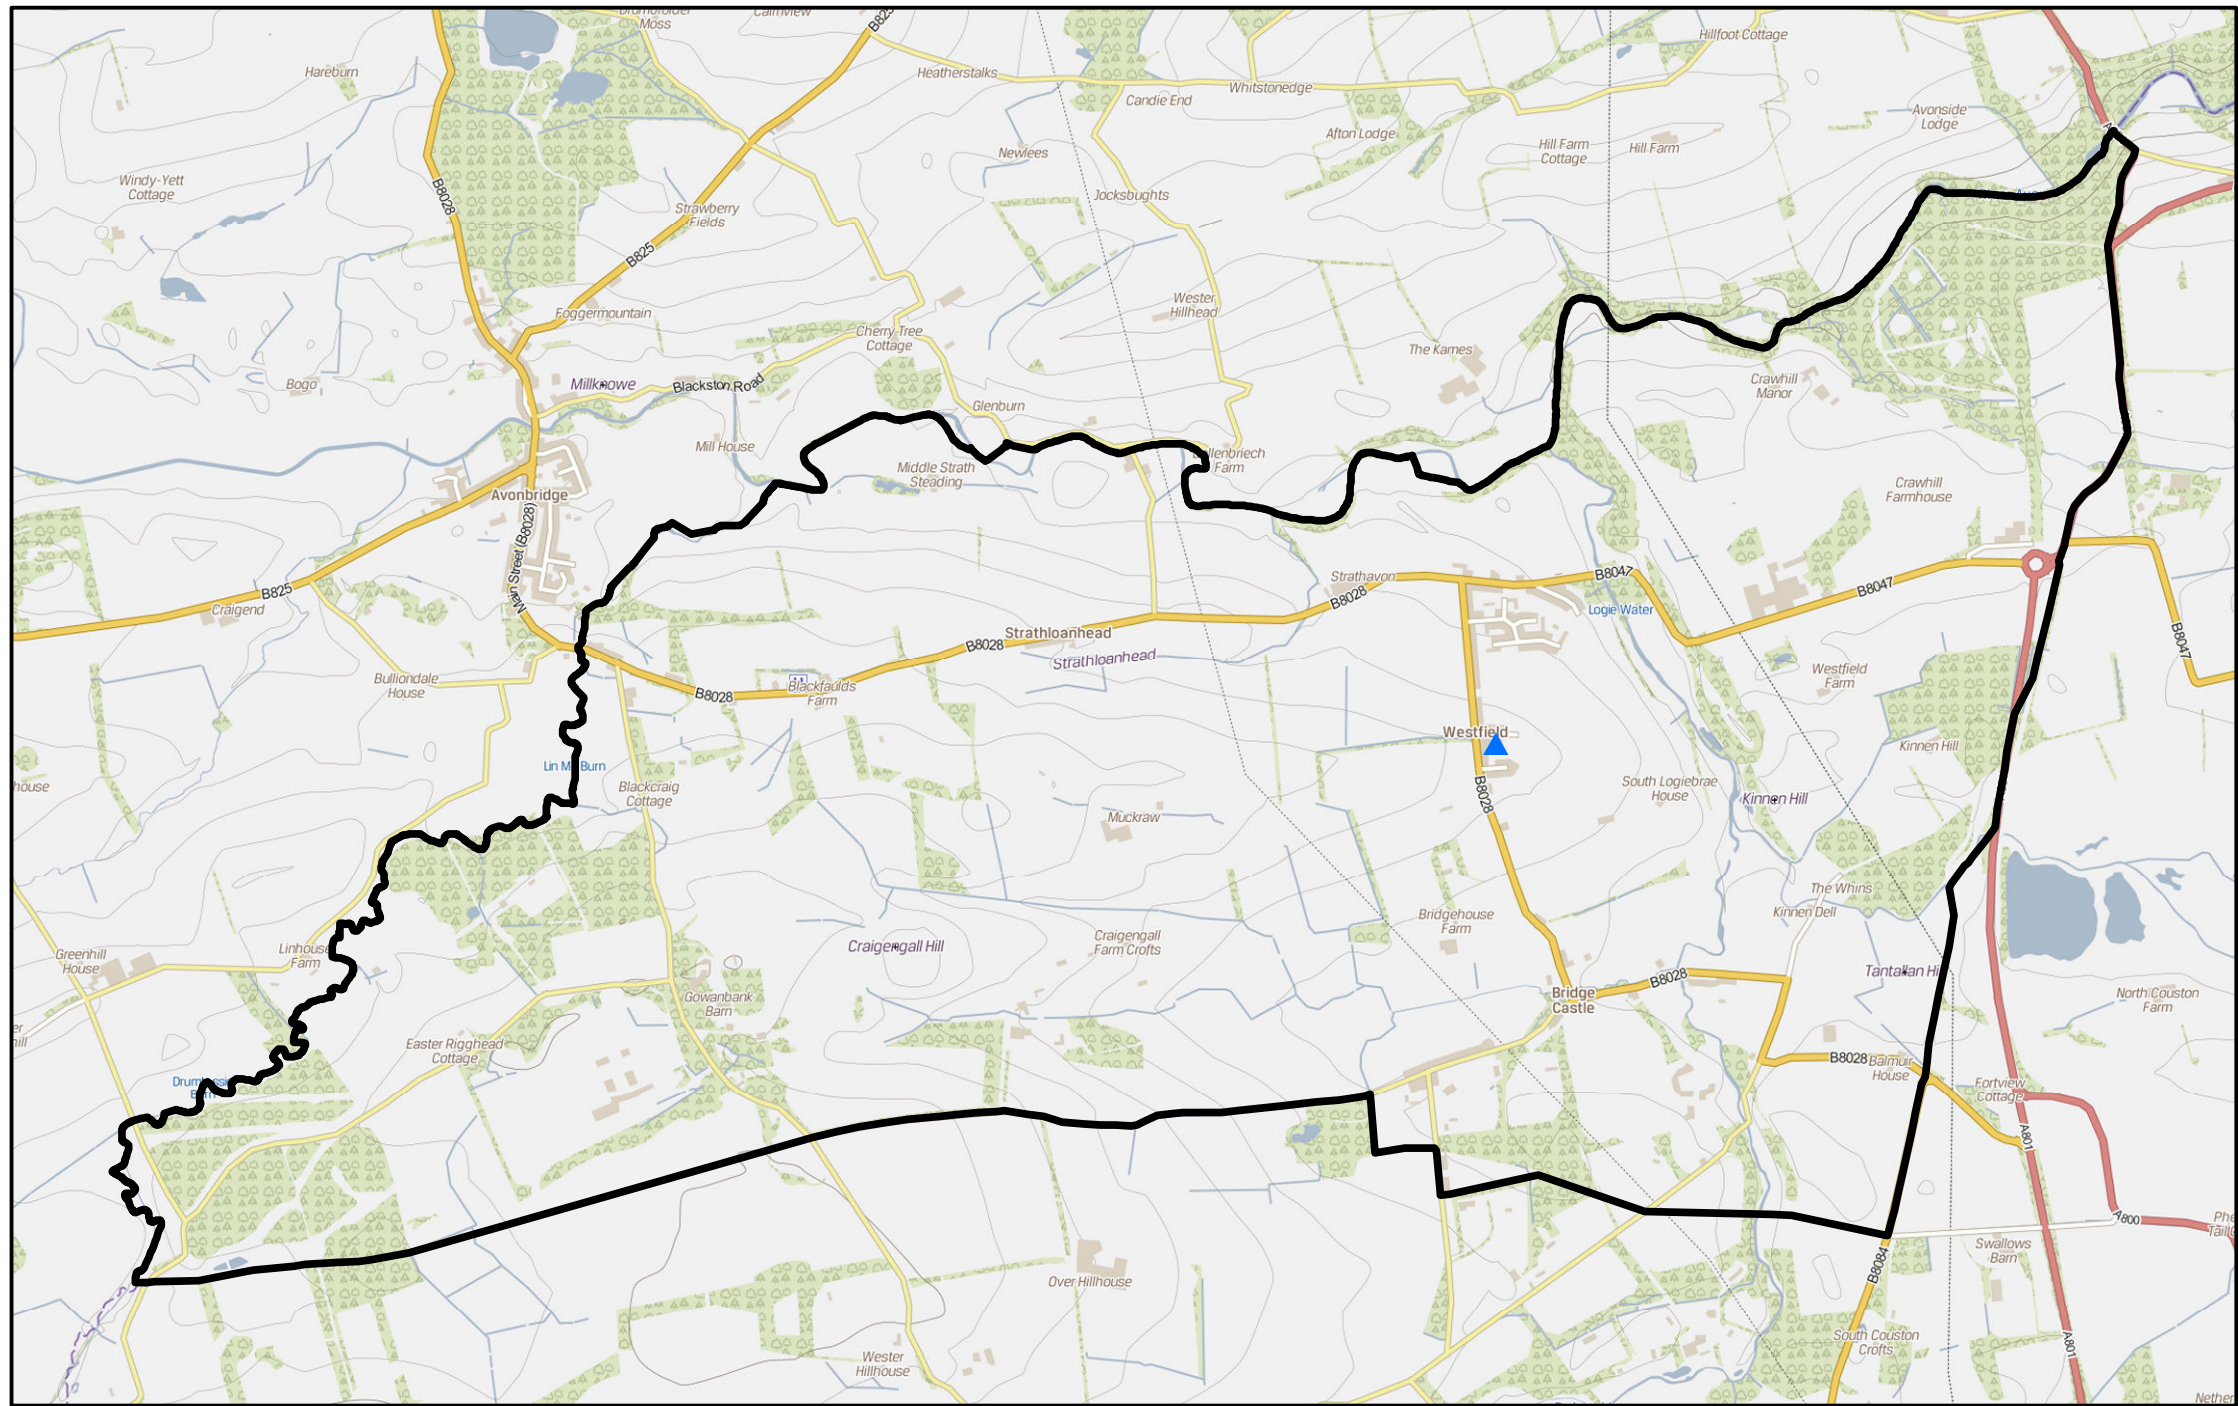 Moss
B825
Hareburn
Heatherstalks
Whitstonedge
Hillfoot Cottage
Candie End
Avonside
Lodge
Afton Lodge
Hill Farm
Cottage
Hill Farm
Newlees
Windy-Yett
Cottage
B8028
Jocksbughts
Strawberry
Fields
B825
Wester
Hillhead
Foggermountain
Cherry Tree
Cottage
The Karnes
Bogo
Millknowe
Blackston Road
Crawhill
Manor
Glenburn
Mill House
Middle Strath
Steading
Farm
Crawhill
Farmhouse
Avonbridge
Main Street (B8028)
B825
Craigend
Strathavon
B8047
B8047
B8028
Logie Water
Strathloanhead
B8028
Strathloanhead
B8047
Bulliondale
House
Blackfaulds
Farm
B8028
Westfield
Farm
Westfield
Kinnen Hill
Lin Mill Burn
house
Blackcraig
Cottage
B8028
South Logiebrae
House
Kinnen Hill
Muckraw
The Whins
Kinnen Dell
Bridgehouse
Farm
Craigengall Hill
Craigengall
Farm Crofts
Linhouse
Farm
Greenhill
House
Tantallan Hill
B8028
Bridge
Castle
Gowanbank
Barn
North Couston
Farm
Easter Rigghead
Cottage
B8028
Balmuir
House
Fortview
Cottage
A801
A800
Swallows
Barn
Over Hillhouse
B8084
South Couston
Crofts
A801
Wester
Hillhouse